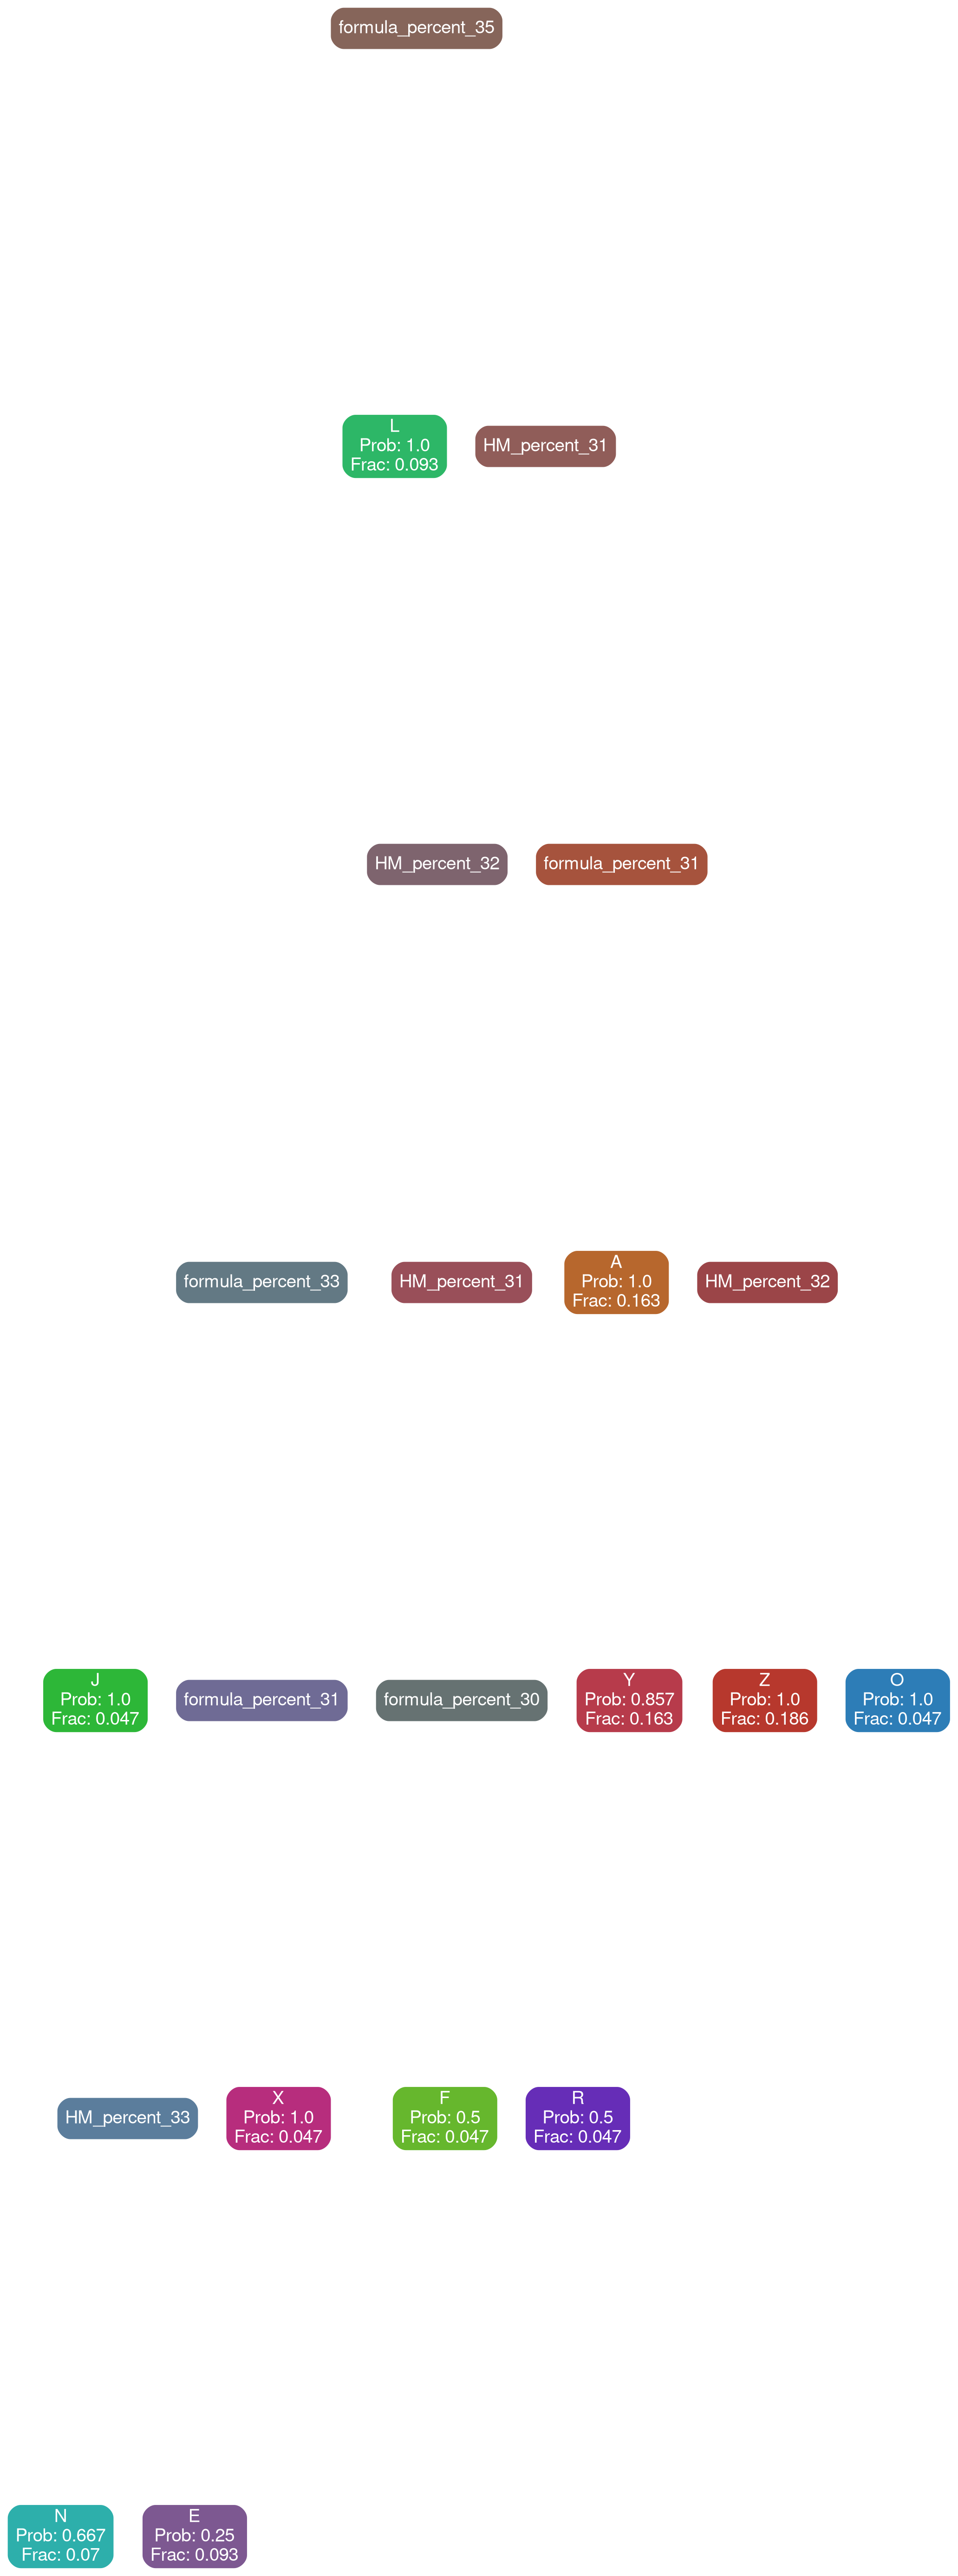 formula_percent_35
L
Prob: 1.0
Frac: 0.093
HM_percent_31
HM_percent_32
formula_percent_31
formula_percent_33
HM_percent_31
A
Prob: 1.0
Frac: 0.163
HM_percent_32
J
Prob: 1.0
Frac: 0.047
formula_percent_31
formula_percent_30
Y
Prob: 0.857
Frac: 0.163
Z
Prob: 1.0
Frac: 0.186
O
Prob: 1.0
Frac: 0.047
HM_percent_33
X
Prob: 1.0
Frac: 0.047
F
Prob: 0.5
Frac: 0.047
R
Prob: 0.5
Frac: 0.047
N
Prob: 0.667
Frac: 0.07
E
Prob: 0.25
Frac: 0.093